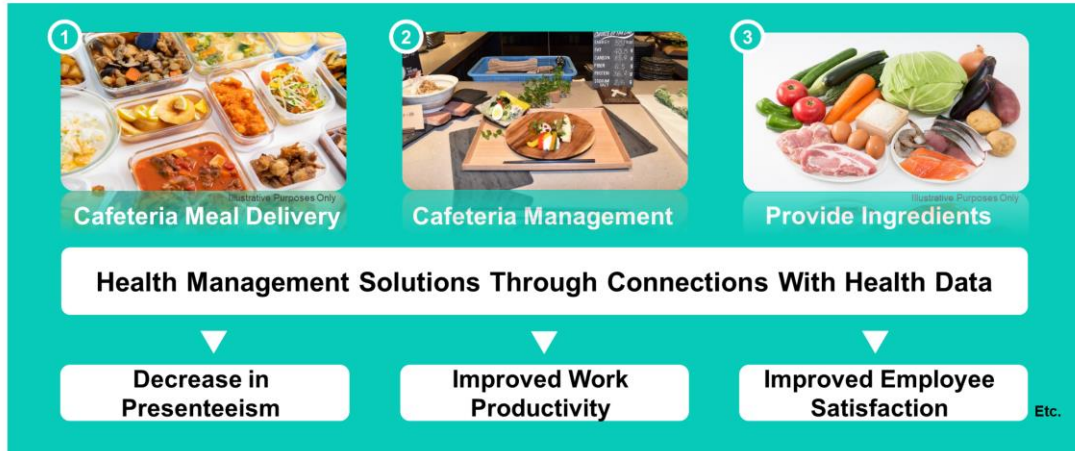 1
2
3
Illustrative Purposes Only
Illustrative Purposes Only
Cafeteria Meal Delivery
Cafeteria Management
Provide Ingredients
Health Management Solutions Through Connections With Health Data
Decrease in
Presenteeism
Improved Work
Productivity
Improved Employee
Satisfaction
Etc.